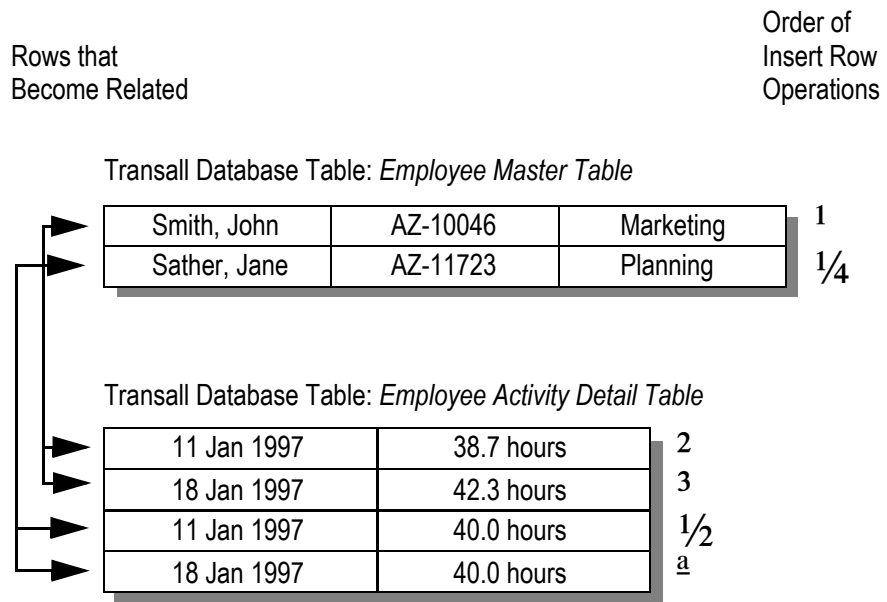 Rows that
Become Related
Order of
Insert Row
Operations
Transall Database Table: Employee Master Table
Smith, John AZ-10046 Marketing 1
Sather, Jane AZ-11723 Planning ¼
Transall Database Table: Employee Activity Detail Table
11 Jan 1997 38.7 hours 2
18 Jan 1997 42.3 hours 3
11 Jan 1997 40.0 hours ½
18 Jan 1997 40.0 hours a